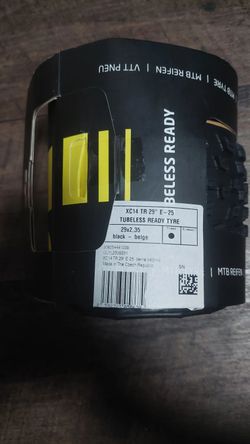 MTB TYRE
| MTB REIFEN
| VTT PNEU
TUBELESS READY
XC14 TR 29" E-25
TUBELESS READY TYRE
29x2.35
black - beige
Made in The Czech Republic
SN
| MTB REIFEN